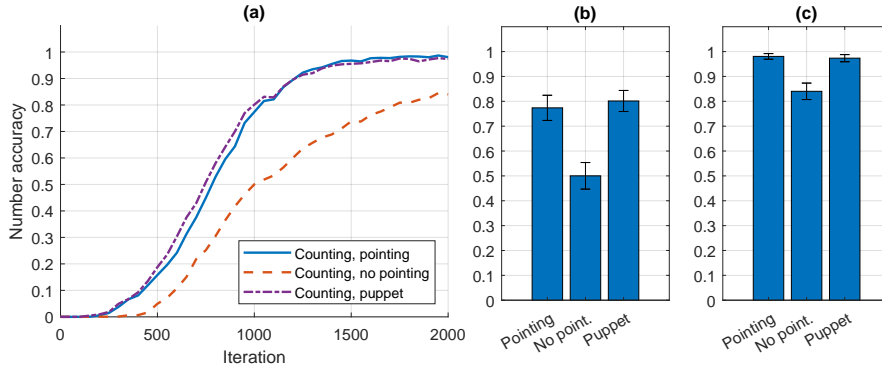 (a)
Number accuracy
1
0.9
0.8
0.7
0.6
0.5
0.4
0.3
0.2
0.1
0
0 500 1000 1500 2000
Iteration
Counting, pointing
Counting, no pointing
Counting, puppet
(b)
1
0.9
0.8
0.7
0.6
0.5
0.4
0.3
0.2
0.1
0
Pointing
No point.
Puppet
(c)
1
0.9
0.8
0.7
0.6
0.5
0.4
0.3
0.2
0.1
0
Pointing
No point.
Puppet